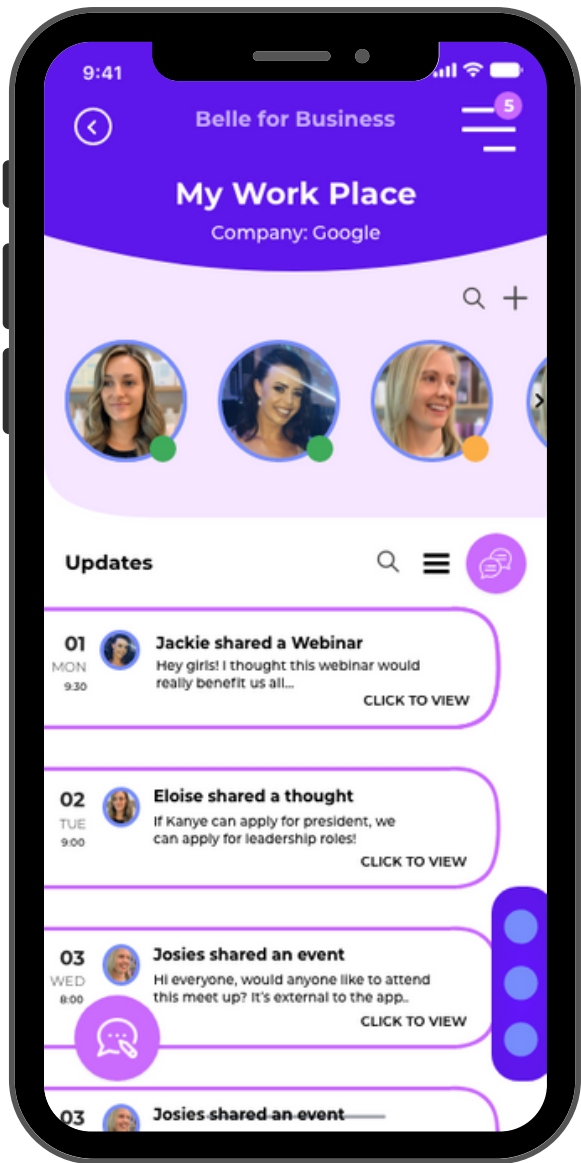 9:41
5
Belle for Business
My Work Place
Company: Google
Updates
01
MON
9:30
Jackie shared a Webinar
Hey girls! I thought this webinar would
really benefit us all...
CLICK TO VIEW
02
TUE
9:00
Eloise shared a thought
If Kanye can apply for president, we
can apply for leadership roles!
CLICK TO VIEW
03
WED
8:00
Josies shared an event
Hi everyone, would anyone like to attend
this meet up? It's external to the app..
CLICK TO VIEW
03
Josies shared an event